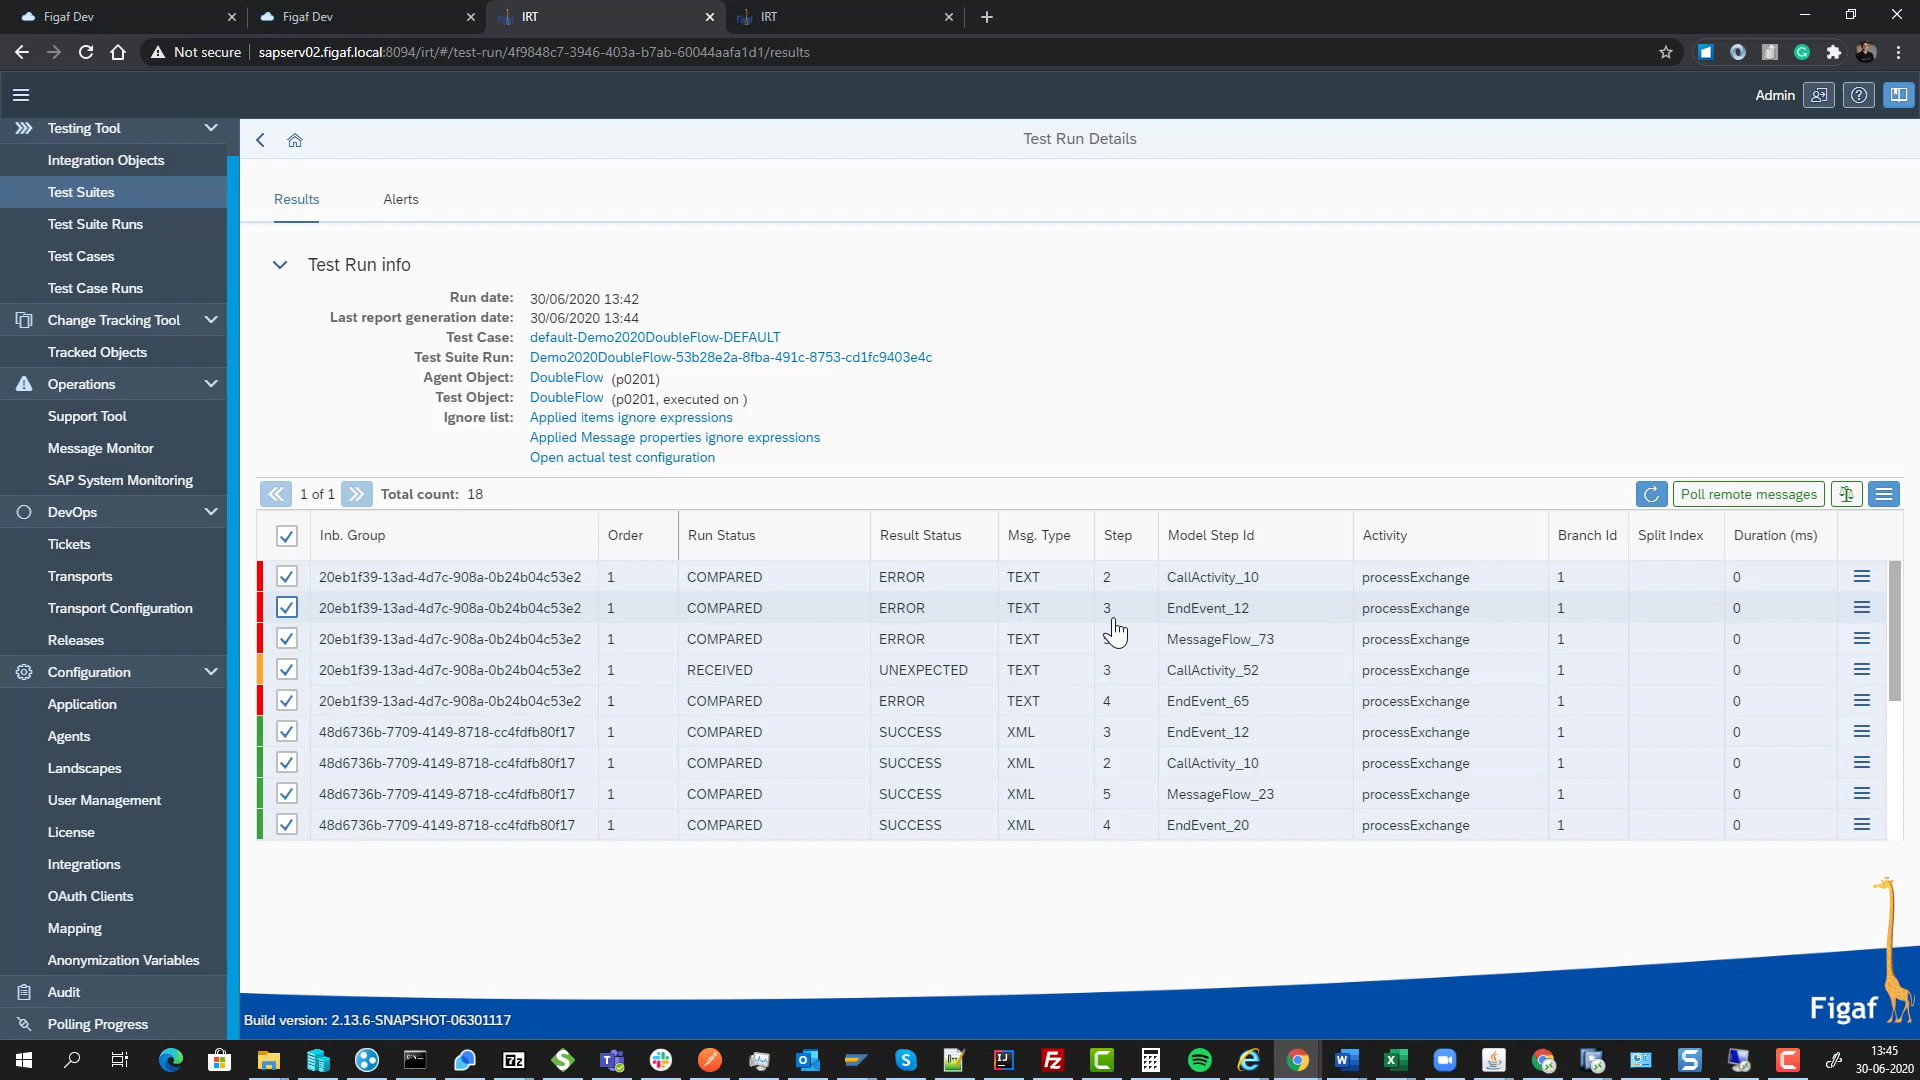 Figaf Dev
Figaf Dev
IRT
IRT
Not secure
sapserv02.figaf.local:8094/irt/#/test-run/4f9848c7-3946-403a-b7ab-60044aafa1d1/results
Admin
Testing Tool
Integration Objects
Test Suites
Test Suite Runs
Test Cases
Test Case Runs
Change Tracking Tool
Tracked Objects
Operations
Support Tool
Message Monitor
SAP System Monitoring
DevOps
Tickets
Transports
Transport Configuration
Releases
Configuration
Application
Agents
Landscapes
User Management
License
Integrations
OAuth Clients
Mapping
Anonymization Variables
Audit
Polling Progress
Test Run Details
Results Alerts
Test Run info
Run date: 30/06/2020 13:42
Last report generation date: 30/06/2020 13:44
Test Case: default-Demo2020DoubleFlow-DEFAULT
Test Suite Run: Demo2020DoubleFlow-53b28e2a-8fba-491c-8753-cd1fc9403e4c
Agent Object: DoubleFlow (p0201)
Test Object: DoubleFlow (p0201, executed on )
Ignore list: Applied items ignore expressions
Applied Message properties ignore expressions
Open actual test configuration
1 of 1 Total count: 18 Poll remote messages
Inb. Group Order Run Status Result Status Msg. Type Step Model Step Id Activity Branch Id Split Index Duration (ms)
20eb1f39-13ad-4d7c-908a-0b24b04c53e2 1 COMPARED ERROR TEXT 2 CallActivity_10 processExchange 1 0
20eb1f39-13ad-4d7c-908a-0b24b04c53e2 1 COMPARED ERROR TEXT 3 EndEvent_12 processExchange 1 0
20eb1f39-13ad-4d7c-908a-0b24b04c53e2 1 COMPARED ERROR TEXT MessageFlow_73 processExchange 1 0
20eb1f39-13ad-4d7c-908a-0b24b04c53e2 1 RECEIVED UNEXPECTED TEXT 3 CallActivity_52 processExchange 1 0
20eb1f39-13ad-4d7c-908a-0b24b04c53e2 1 COMPARED ERROR TEXT 4 EndEvent_65 processExchange 1 0
48d6736b-7709-4149-8718-cc4fdfb80f17 1 COMPARED SUCCESS XML 3 EndEvent_12 processExchange 1 0
48d6736b-7709-4149-8718-cc4fdfb80f17 1 COMPARED SUCCESS XML 2 CallActivity_10 processExchange 1 0
48d6736b-7709-4149-8718-cc4fdfb80f17 1 COMPARED SUCCESS XML 5 MessageFlow_23 processExchange 1 0
48d6736b-7709-4149-8718-cc4fdfb80f17 1 COMPARED SUCCESS XML 4 EndEvent_20 processExchange 1 0
Figaf
Build version: 2.13.6-SNAPSHOT-06301117
13:45
30-06-2020